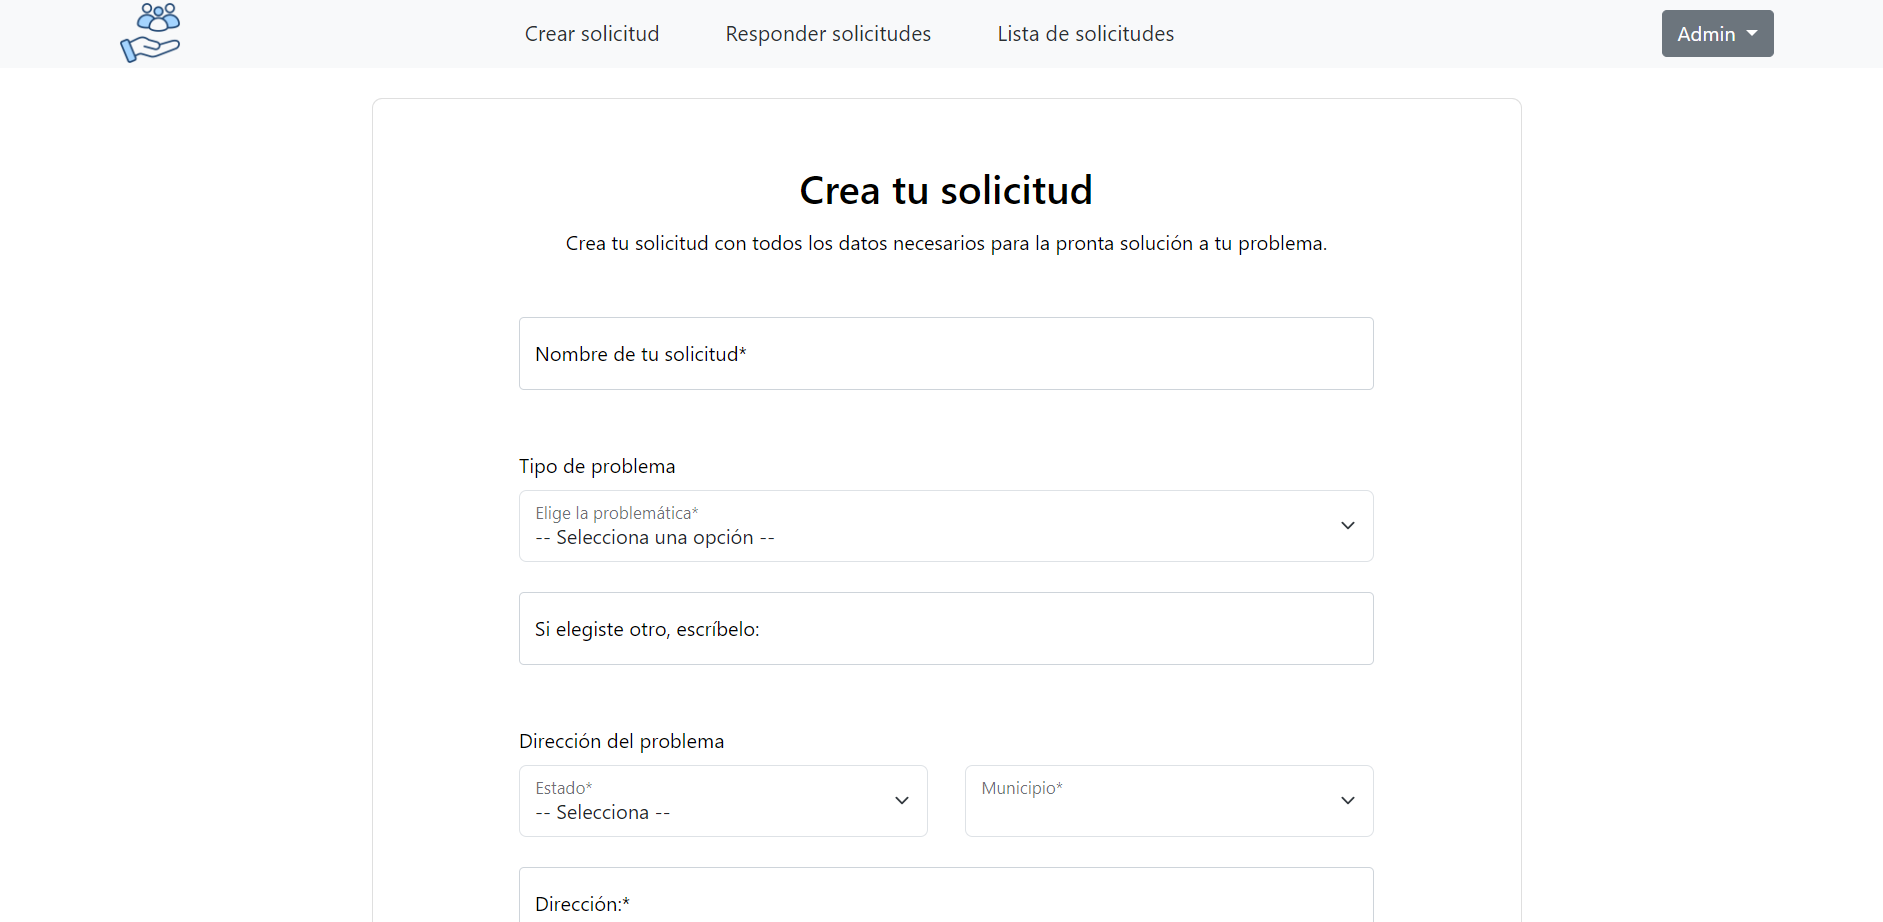 Crear solicitud
Responder solicitudes
Lista de solicitudes
Admin
Crea tu solicitud
Crea tu solicitud con todos los datos necesarios para la pronta solución a tu problema.
Nombre de tu solicitud*
Tipo de problema
Elige la problemática*
-- Selecciona una opción --
Si elegiste otro, escríbelo:
Dirección del problema
Estado*
-- Selecciona --
Municipio*
Dirección:*